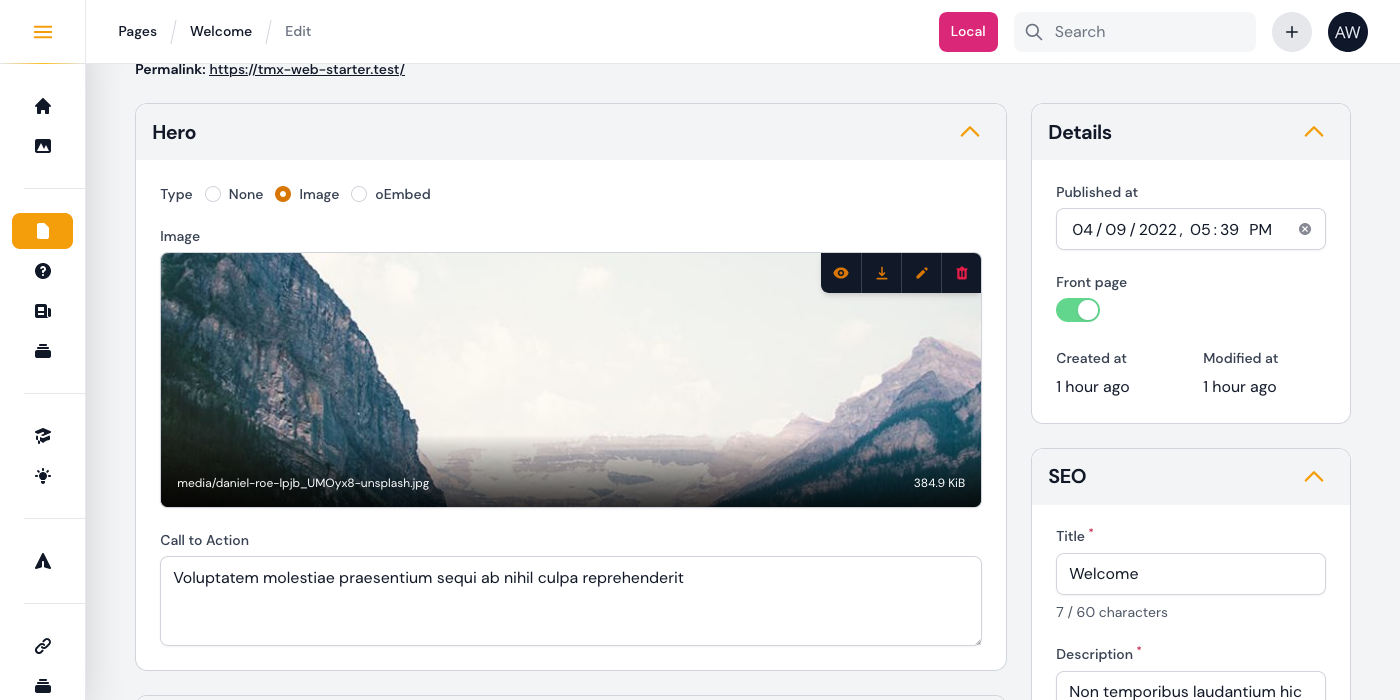 Pages / Welcome / Edit
Local
Search
AW
Permalink: https://tmx-web-starter.test/
Hero
Type None Image oEmbed
Image
media/daniel-roe-lpjb_UMOyx8-unsplash.jpg
384.9 KiB
Call to Action
Voluptatem molestiae praesentium sequi ab nihil culpa reprehenderit
Details
Published at
04/09/2022, 05:39 PM
Front page
Created at Modified at
1 hour ago 1 hour ago
SEO
Title *
Welcome
7 / 60 characters
Description *
Non temporibus laudantium hic